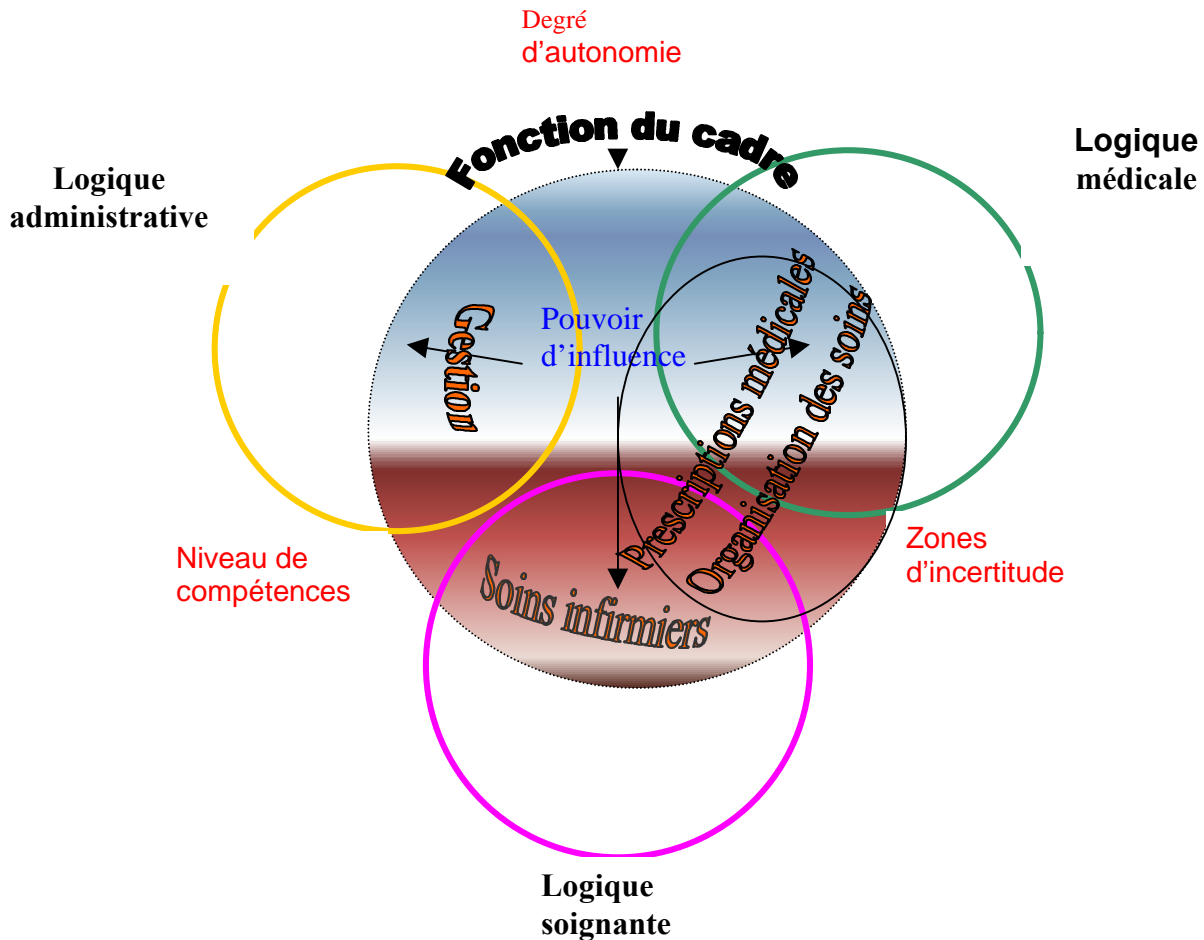 Degré
d’autonomie
Fonction du cadre
Logique
médicale
Logique
administrative
Gestion
Pouvoir
d’influence
Prescriptions médicales
Organisation des soins
Niveau de
compétences
Zones
d’incertitude
Soins infirmiers
Logique
soignante